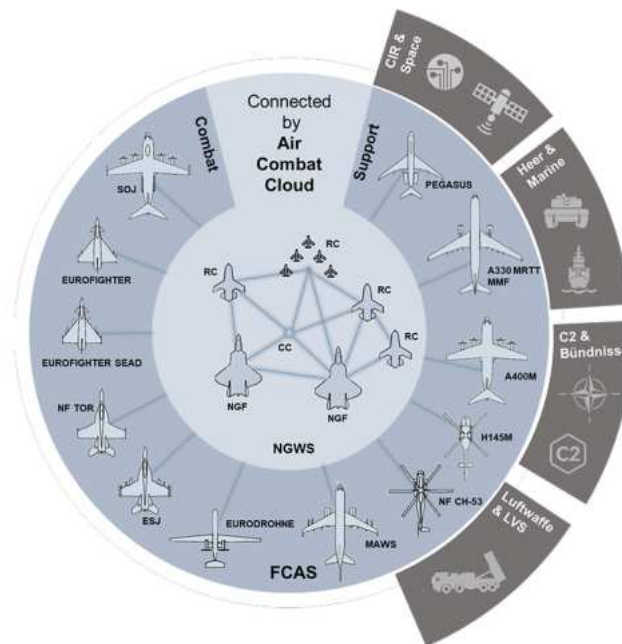 Connected
by
Air
Combat
Cloud
Combat
Support
SOJ
EUROFIGHTER
EUROFIGHTER SEAD
NF TOR
ESJ
EURODROHNE
MAWS
NF CH-53
H145M
A400M
A330 MRTT
MMF
PEGASUS
RC
RC
RC
RC
CC
NGF
NGF
NGWS
FCAS
CIR &
Space
Heer &
Marine
C2 &
Bündniss
C2
Luftwaffe
& LVS